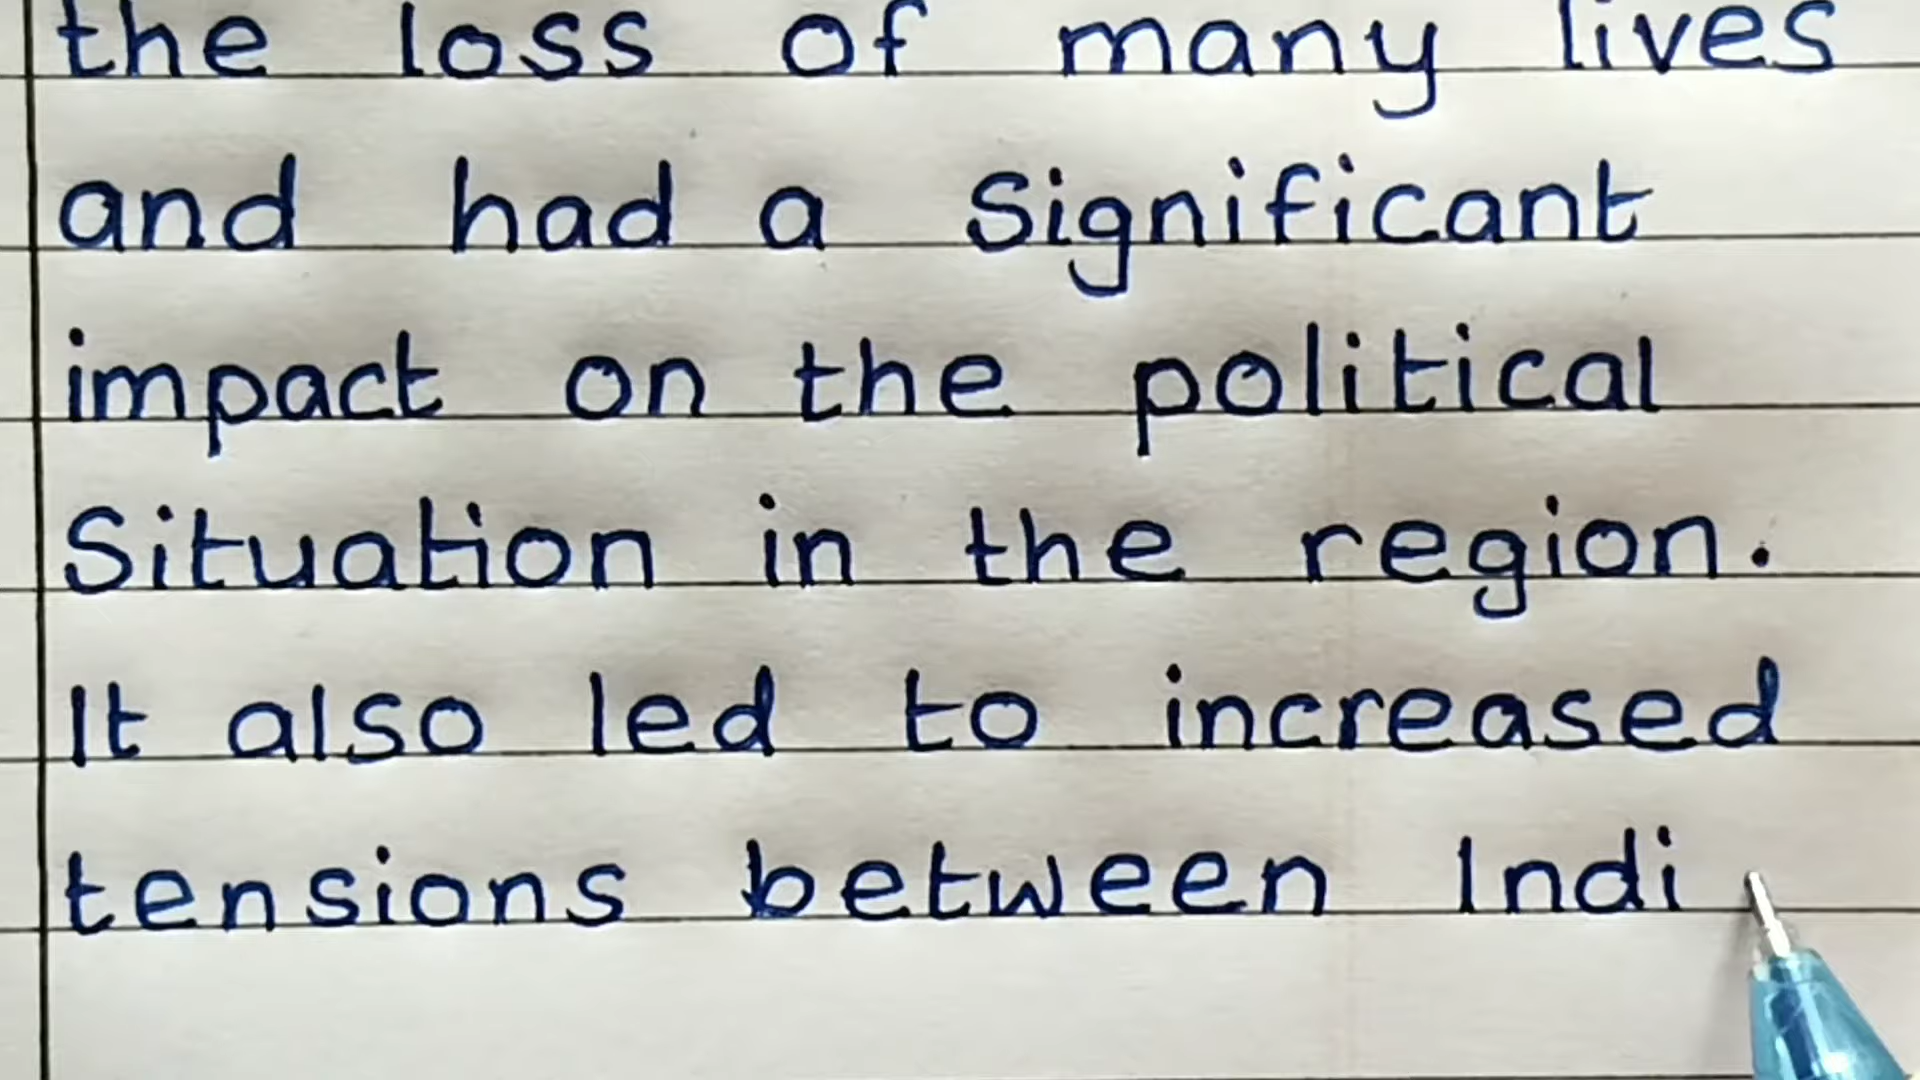 the loss of many lives
and had a Significant
impact on the political
Situation in the region.
It also led to increased
tensions between Indi